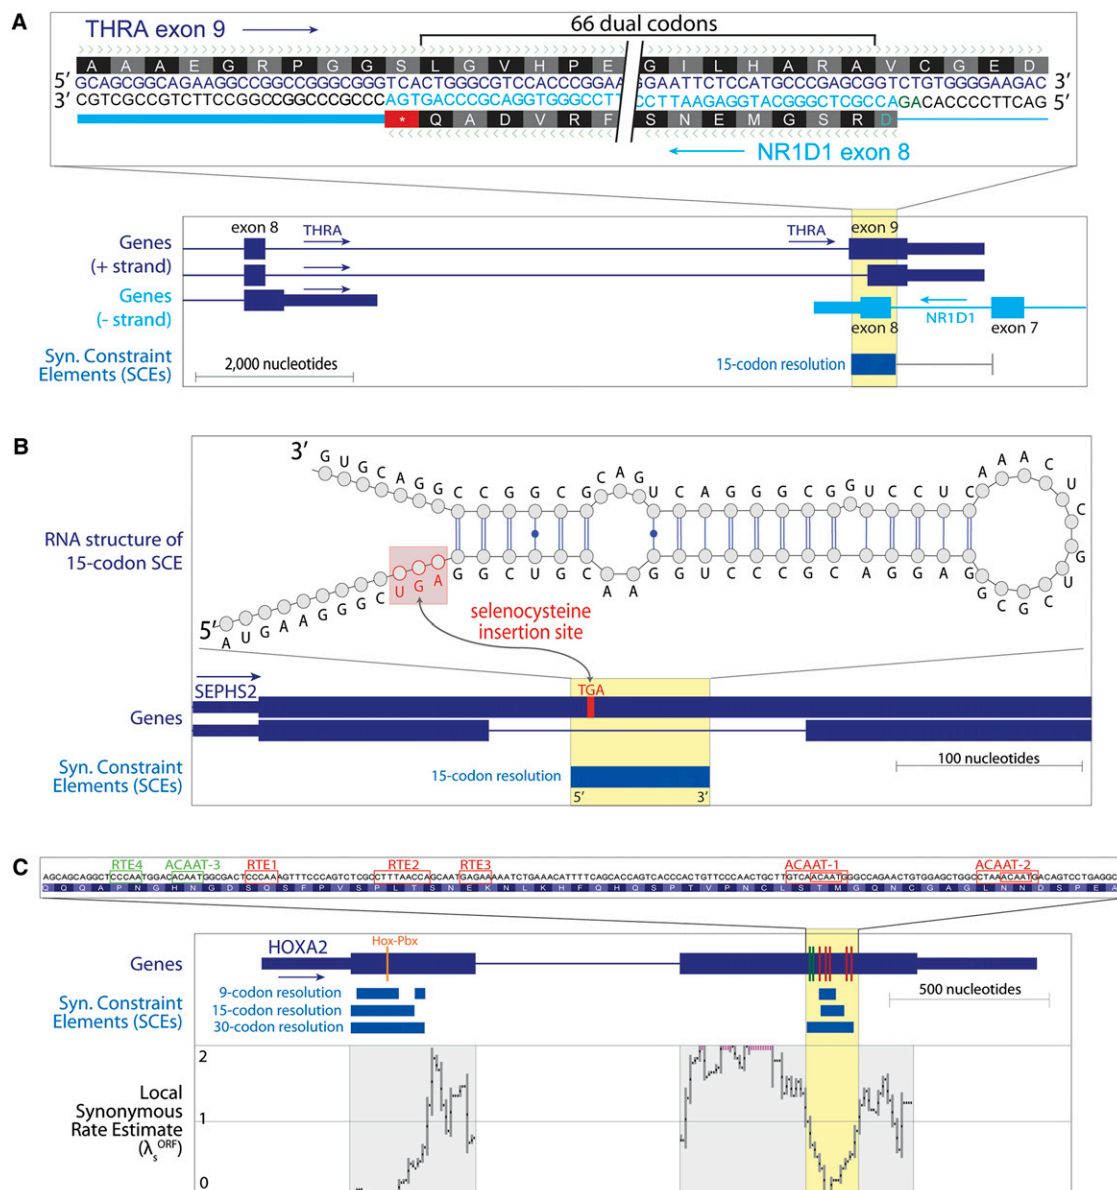 A
THRA exon 9
66 dual codons
A A A E G R P G G S L G V H P E G I L H A R A V C G E D
5′ GCAGCGGCAGAAGGCCGGCCGGGCGGGTCACTGGGCGTCCACCCGGAA GGAATTCTCCATGCCCGAGCGGTCTGTGGGGAAGAC 3′
3′ CGTCGCCGTCTTCCGGCCGGCCCGCCCAGTGACCCGCAGGTGGGCCTT CCTTAAGAGGTACGGGCTCGCCAGACACCCCTTCAG 5′
* Q A D V R F S N E M G S R D
NR1D1 exon 8
Genes
(+ strand)
exon 8
THRA
THRA
exon 9
Genes
(- strand)
exon 8
NR1D1
exon 7
Syn. Constraint
Elements (SCEs)
2,000 nucleotides
15-codon resolution
B
3′
G U G C A G G C C G G C G C A G U C A G G G C G G U C C U C A A A C U C G U C G C
RNA structure of
15-codon SCE
5′
A U G A A G G G C U G A G G C U G C A A G G U C C C G C A G G A G
selenocysteine
insertion site
SEPHS2
TGA
Genes
100 nucleotides
Syn. Constraint
Elements (SCEs)
15-codon resolution
5′ 3′
C
RTE4 ACAAT-3 RTE1 RTE2 RTE3 ACAAT-1 ACAAT-2
AGCAGCAGGCTCCCAATGGACACAATGGCGACTCCCAAAGTTTCCCAGTCTCGCCTTTAACCAGCAATGAGAAAAATCTGAAACATTTTCAGCACCAGTCACCCACTGTTCCCAACTGCTTGTCAACAATGGGCCAGAACTGTGGAGCTGGCCTAAACAATGACAGTCCTGAGGC
Q Q Q A P N G H N G D S Q S F P V S P L T S N E K N L K H F Q H Q S P T V P N C L S T M G Q N C G A G L N N D S P E A
HOXA2
Hox-Pbx
Genes
Syn. Constraint
Elements (SCEs)
9-codon resolution
15-codon resolution
30-codon resolution
500 nucleotides
Local
Synonymous
Rate Estimate
(λs ORF)
2
1
0